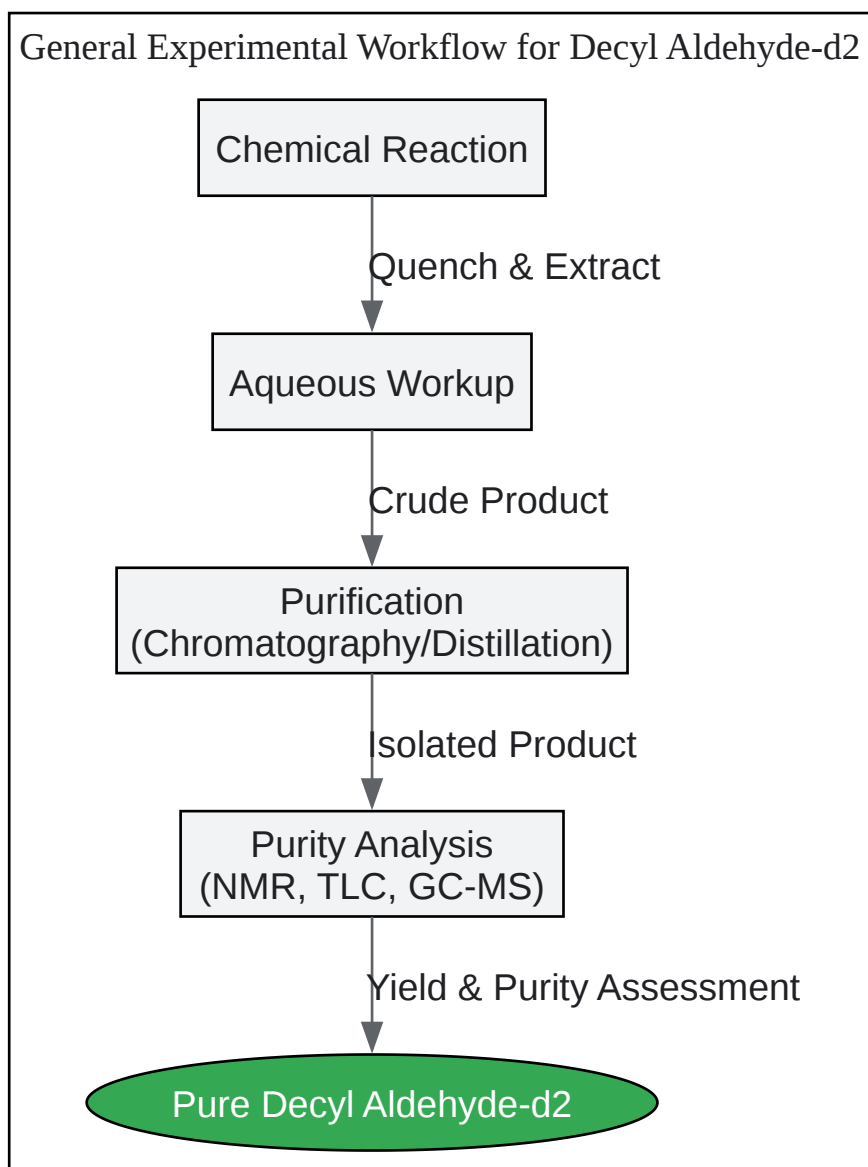 General Experimental Workflow for Decyl Aldehyde-d2
Chemical Reaction
Quench & Extract
Aqueous Workup
Crude Product
Purification
(Chromatography/Distillation)
Isolated Product
Purity Analysis
(NMR, TLC, GC-MS)
Yield & Purity Assessment
Pure Decyl Aldehyde-d2